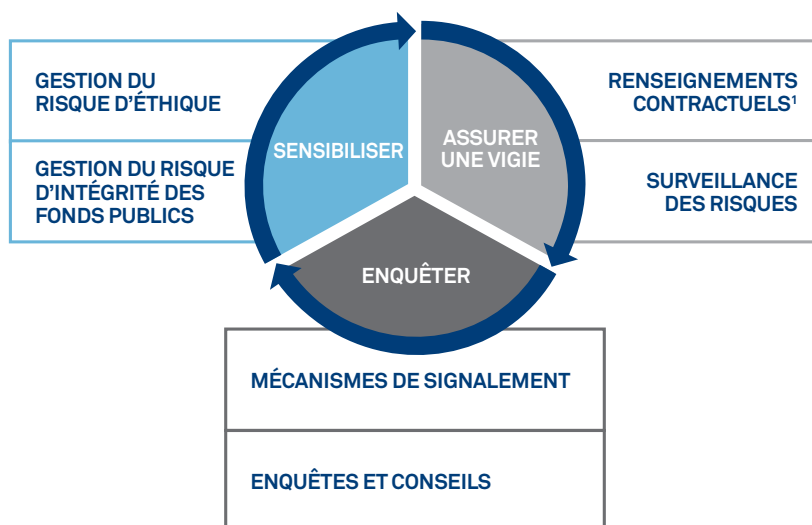 GESTION DU
RISQUE D'ÉTHIQUE
GESTION DU RISQUE
D'INTÉGRITÉ DES
FONDS PUBLICS
SENSIBILISER
ASSURER
UNE VIGIE
RENSEIGNEMENTS
CONTRACTUELS¹
SURVEILLANCE
DES RISQUES
ENQUÊTER
MÉCANISMES DE SIGNALEMENT
ENQUÊTES ET CONSEILS